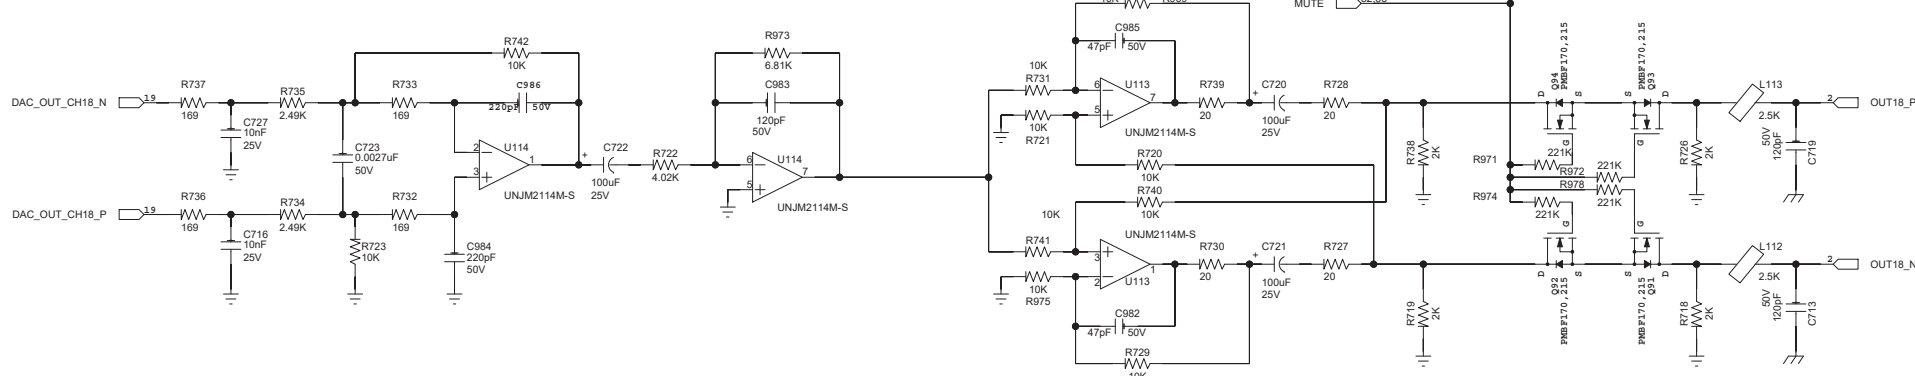 MUTE
R742
10K
R973
6.81K
C985
47pF 50V
10K
R731
U113
R739
20
C720
100uF
25V
R728
20
UNJM2114M-S
10K
R721
DAC_OUT_CH18_N
19
R737
169
C727
10nF
25V
R735
2.49K
R733
169
C986
220pF 50V
C723
0.0027uF
50V
U114
UNJM2114M-S
C722
100uF
25V
R722
4.02K
C983
120pF
50V
U114
UNJM2114M-S
DAC_OUT_CH18_P
19
R736
169
C716
10nF
25V
R734
2.49K
R732
169
R723
10K
C984
220pF
50V
R720
10K
R740
10K
10K
R741
UNJM2114M-S
U113
R730
20
C721
100uF
25V
R727
20
10K
R975
C982
47pF 50V
R729
10K
R738
2K
R719
2K
Q94
PMBF170,215
PMBF170,215
Q93
D
S
S
D
G
G
R971
221K
R972
221K
R978
221K
R974
221K
G
G
D
S
S
D
Q92
PMBF170,215
PMBF170,215
Q91
R726
2K
R718
2K
L113
2.5K
50V
120pF
C719
2
OUT18_P
L112
2.5K
50V
120pF
C713
2
OUT18_N
2
3
1
6
5
7
6
5
7
3
2
1